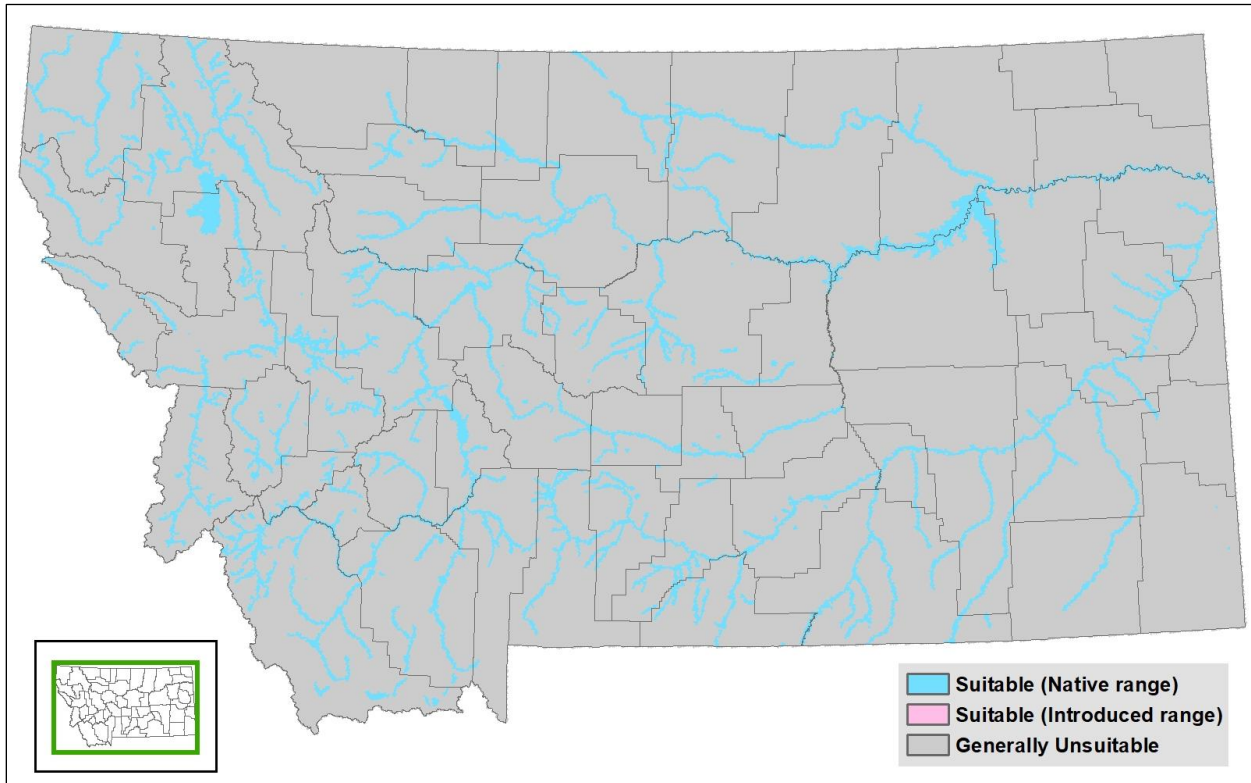 Suitable (Native range)
Suitable (Introduced range)
Generally Unsuitable